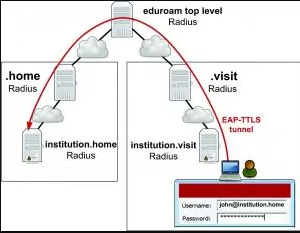 eduroam top level
Radius
.home
Radius
.visit
Radius
institution.home
Radius
institution.visit
Radius
EAP-TTLS
tunnel
Username: john@institution.home
Password: ***************